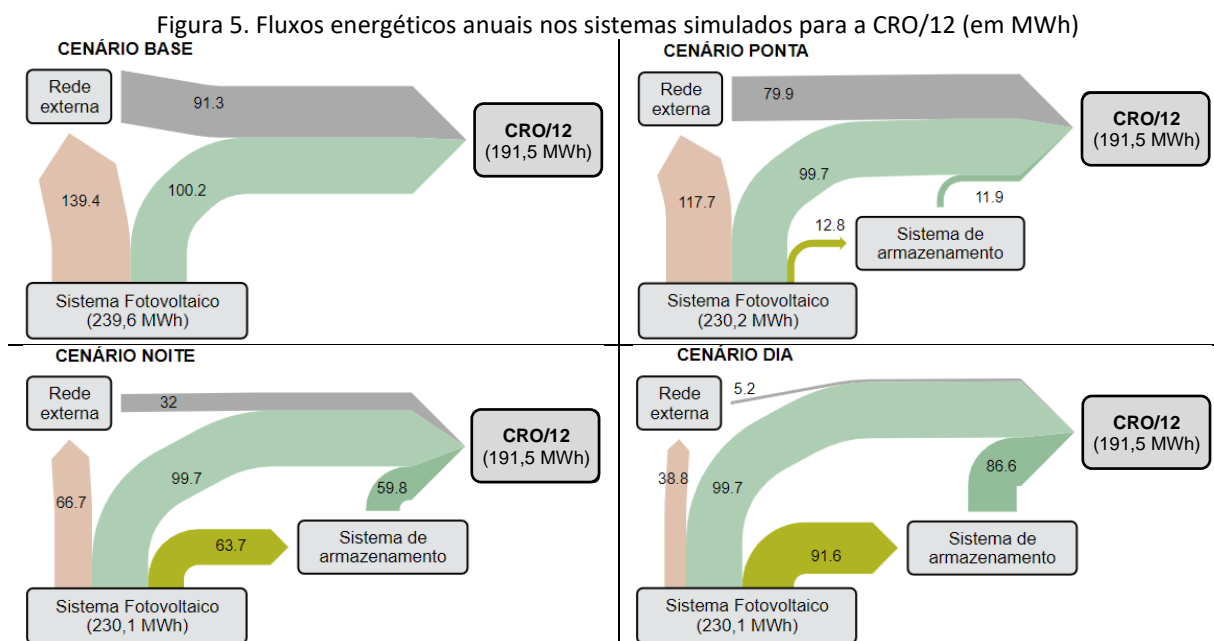 Figura 5. Fluxos energéticos anuais nos sistemas simulados para a CRO/12 (em MWh)
CENÁRIO BASE
Rede
externa
91.3
CRO/12
(191,5 MWh)
139.4
100.2
Sistema Fotovoltaico
(239,6 MWh)
CENÁRIO PONTA
Rede
externa
79.9
CRO/12
(191,5 MWh)
117.7
99.7
11.9
12.8
Sistema de
armazenamento
Sistema Fotovoltaico
(230,2 MWh)
CENÁRIO NOITE
Rede
externa
32
CRO/12
(191,5 MWh)
66.7
99.7
59.8
63.7
Sistema de
armazenamento
Sistema Fotovoltaico
(230,1 MWh)
CENÁRIO DIA
Rede
externa
5.2
CRO/12
(191,5 MWh)
38.8
99.7
86.6
91.6
Sistema de
armazenamento
Sistema Fotovoltaico
(230,1 MWh)